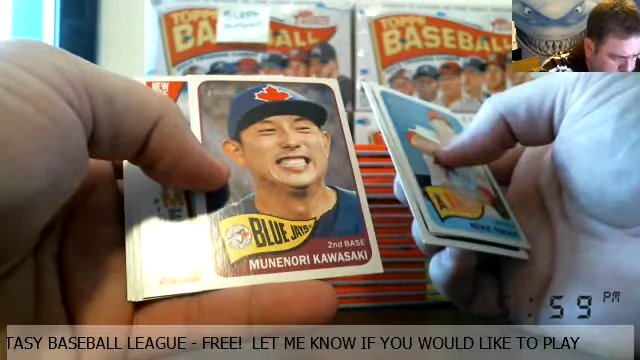 TOPPS
BASEBALL
TOPPS
BASEBALL
NEW
BLUE JAYS
2nd BASE
MUNENORI KAWASAKI
:59 PM
TASY BASEBALL LEAGUE - FREE! LET ME KNOW IF YOU WOULD LIKE TO PLAY